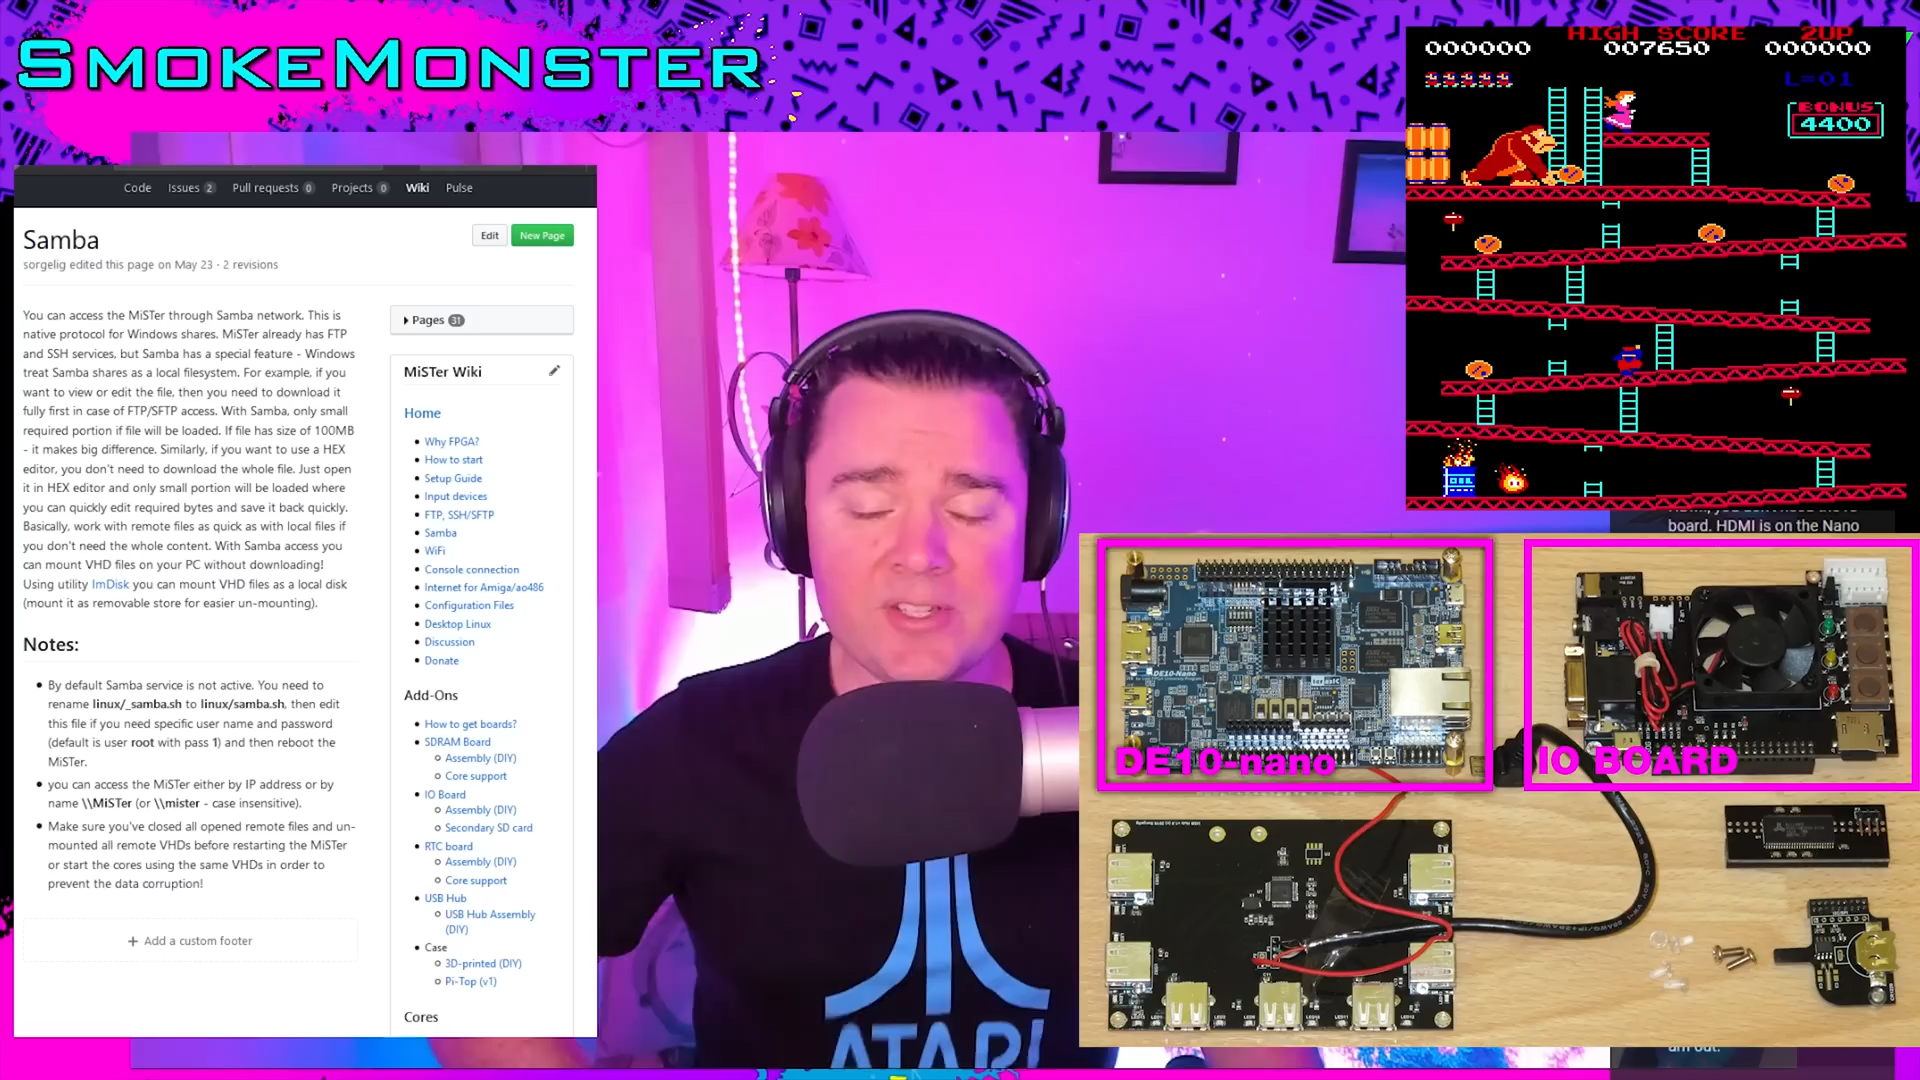 SMOKEMONSTER
Code Issues 2 Pull requests 0 Projects 0 Wiki Pulse
Samba
Edit New Page
sorgelig edited this page on May 23 · 2 revisions
You can access the MiSTer through Samba network. This is
native protocol for Windows shares. MiSTer already has FTP
and SSH services, but Samba has a special feature - Windows
treat Samba shares as a local filesystem. For example, if you
want to view or edit the file, then you need to download it
fully first in case of FTP/SFTP access. With Samba, only small
required portion if file will be loaded. If file has size of 100MB
- it makes big difference. Similarly, if you want to use a HEX
editor, you don't need to download the whole file. Just open
it in HEX editor and only small portion will be loaded where
you can quickly edit required bytes and save it back quickly.
Basically, work with remote files as quick as with local files if
you don't need the whole content. With Samba access you
can mount VHD files on your PC without downloading!
Using utility ImDisk you can mount VHD files as a local disk
(mount it as removable store for easier un-mounting).
Notes:
• By default Samba service is not active. You need to
rename linux/_samba.sh to linux/samba.sh, then edit
this file if you need specific user name and password
(default is user root with pass 1) and then reboot the
MiSTer.
• you can access the MiSTer either by IP address or by
name \\MiSTer (or \\mister - case insensitive).
• Make sure you've closed all opened remote files and un-
mounted all remote VHDs before restarting the MiSTer
or start the cores using the same VHDs in order to
prevent the data corruption!
+ Add a custom footer
Pages 31
MiSTer Wiki
Home
• Why FPGA?
• How to start
• Setup Guide
• Input devices
• FTP, SSH/SFTP
• Samba
• WiFi
• Console connection
• Internet for Amiga/ao486
• Configuration Files
• Desktop Linux
• Discussion
• Donate
Add-Ons
• How to get boards?
• SDRAM Board
Assembly (DIY)
Core support
• IO Board
Assembly (DIY)
Secondary SD card
• RTC board
Assembly (DIY)
Core support
• USB Hub
USB Hub Assembly
(DIY)
• Case
3D-printed (DIY)
Pi-Top (v1)
Cores
ATARI
HIGH SCORE 2UP
000000 007650 000000
L=01
BONUS
4400
OIL
board. HDMI is on the Nano
DE10-Nano
terasIC
DE10-nano
IO BOARD
am out.